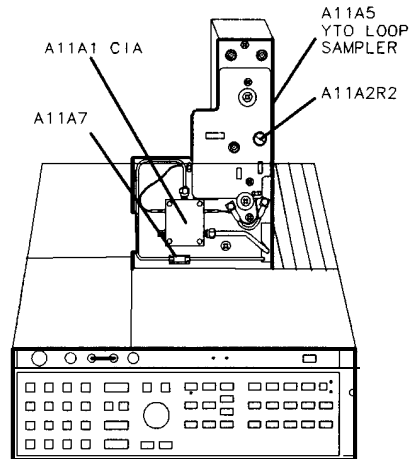 A11A5
YTO LOOP
SAMPLER
A11A1 CIA
A11A2R2
A11A7